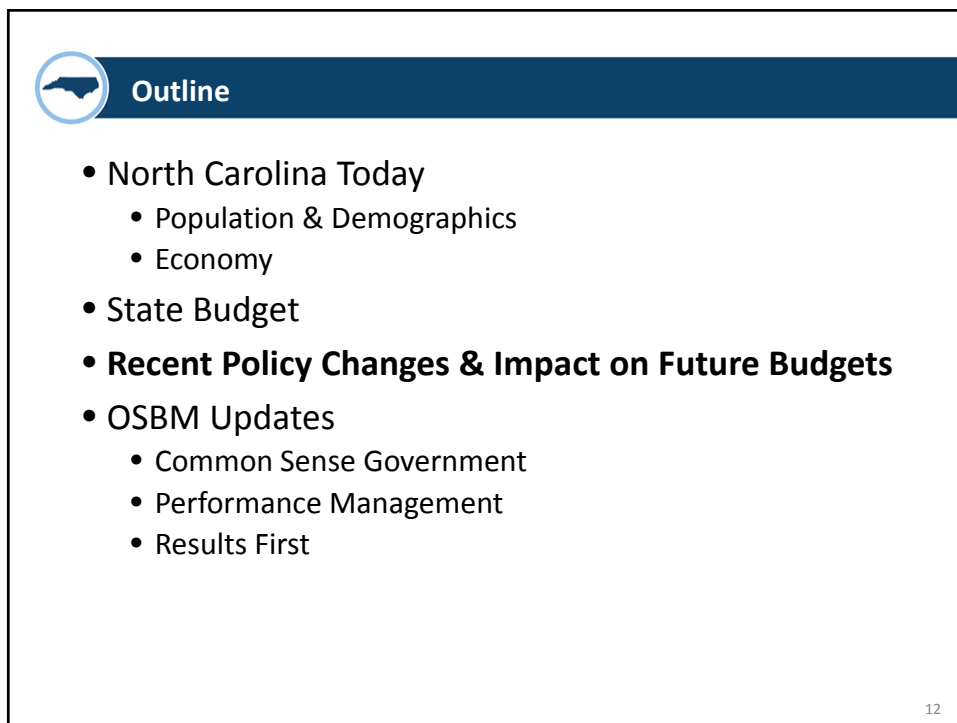 Outline
• North Carolina Today
• Population & Demographics
• Economy
• State Budget
• Recent Policy Changes & Impact on Future Budgets
• OSBM Updates
• Common Sense Government
• Performance Management
• Results First
12